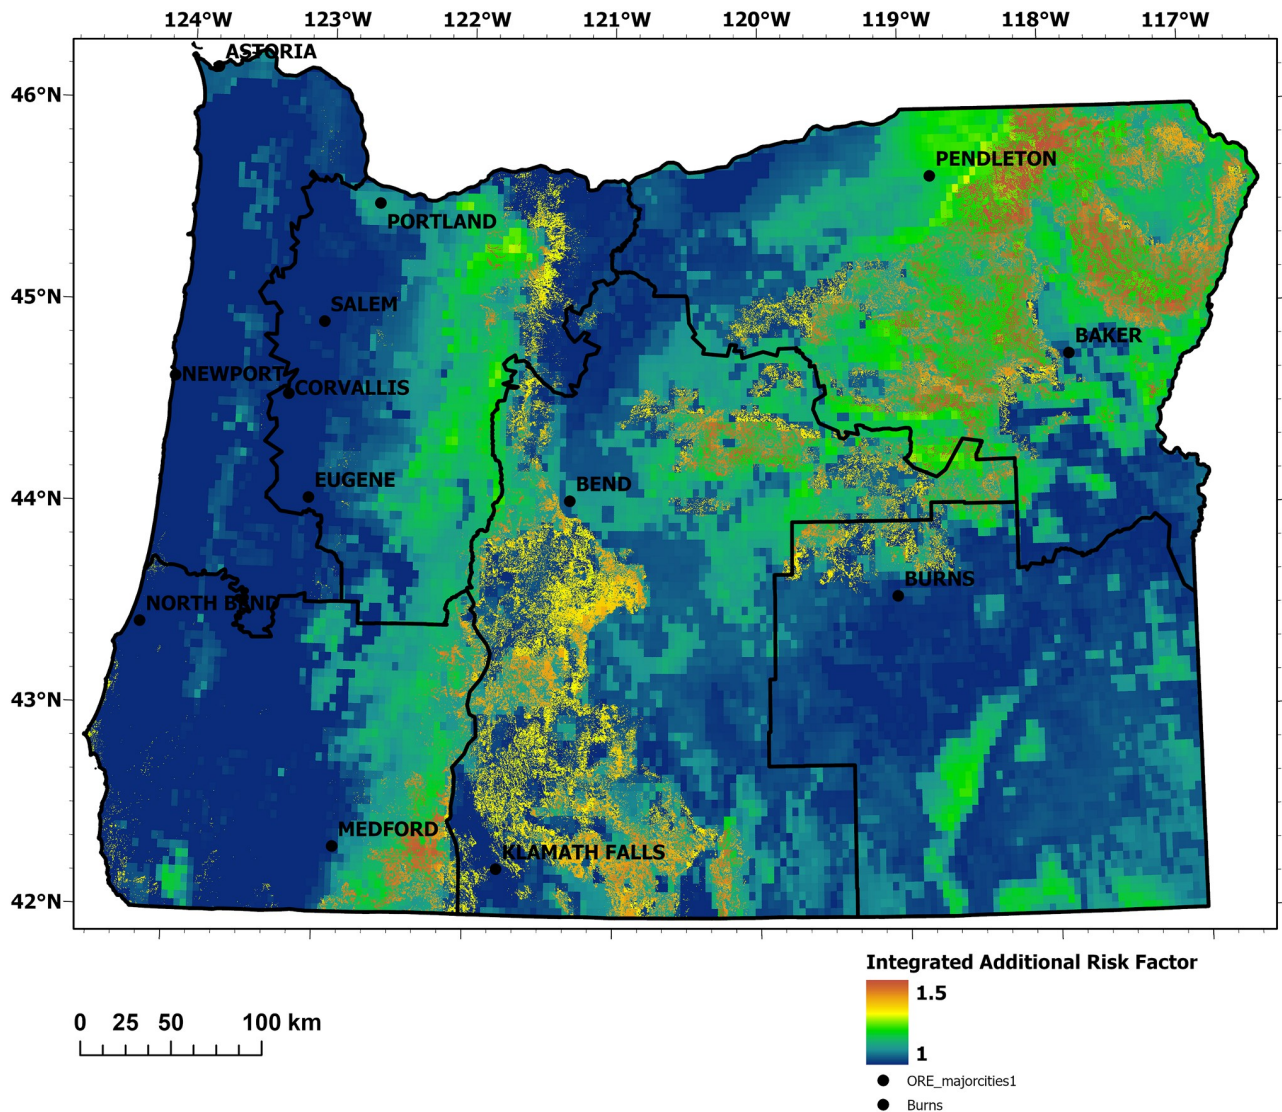 124°W 123°W 122°W 121°W 120°W 119°W 118°W 117°W
ASTORIA
46°N
PENDLETON
PORTLAND
45°N
SALEM
BAKER
NEWPORT
CORVALLIS
EUGENE
BEND
44°N
BURNS
NORTH BEND
43°N
MEDFORD
KLAMATH FALLS
42°N
Integrated Additional Risk Factor
1.5
1
0 25 50 100 km
ORE_majorcities1
Burns